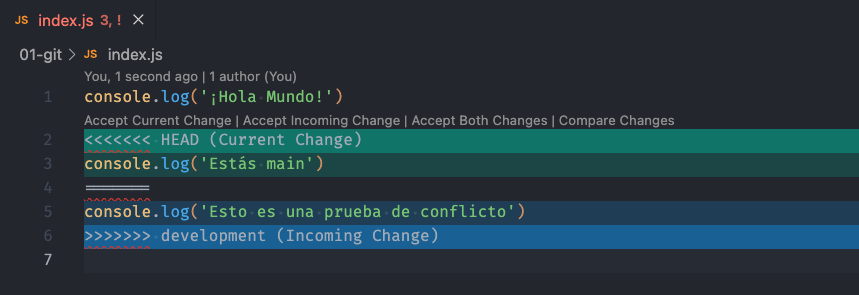 JS index.js 3, ! ×
01-git > JS index.js
You, 1 second ago | 1 author (You)
1 console.log('¡Hola Mundo!')
Accept Current Change | Accept Incoming Change | Accept Both Changes | Compare Changes
2 <<<<<<< HEAD (Current Change)
3 console.log('Estás main')
4 =======
5 console.log('Esto es una prueba de conflicto')
6 >>>>>>> development (Incoming Change)
7